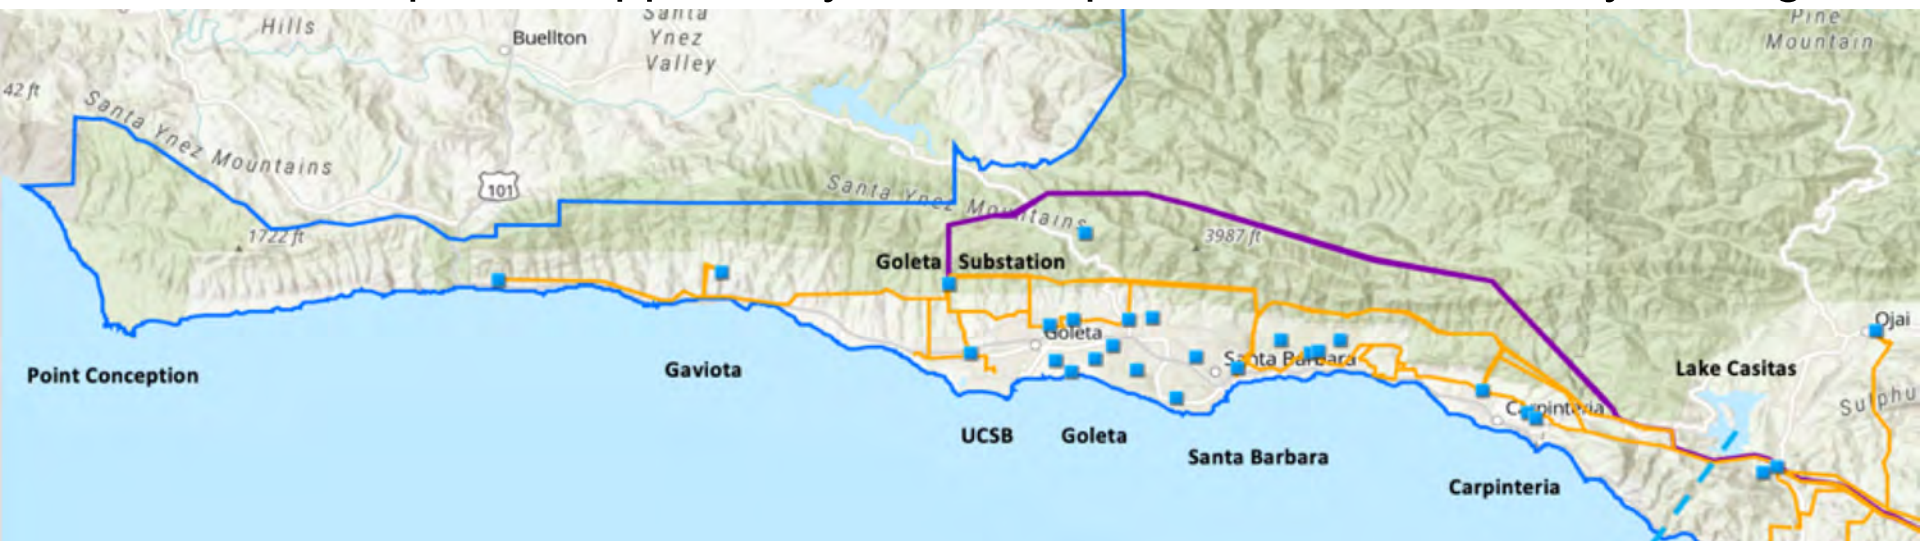 Hills
Buellton
Santa
Ynez
Valley
Pine
Mountain
42 ft
Santa Ynez Mountains
101
Santa Ynez Mountains
1722 ft
3987 ft
Goleta Substation
Ojai
Goleta
Santa Barbara
Point Conception
Gaviota
Lake Casitas
Carpinteria
UCSB
Goleta
Santa Barbara
Carpinteria